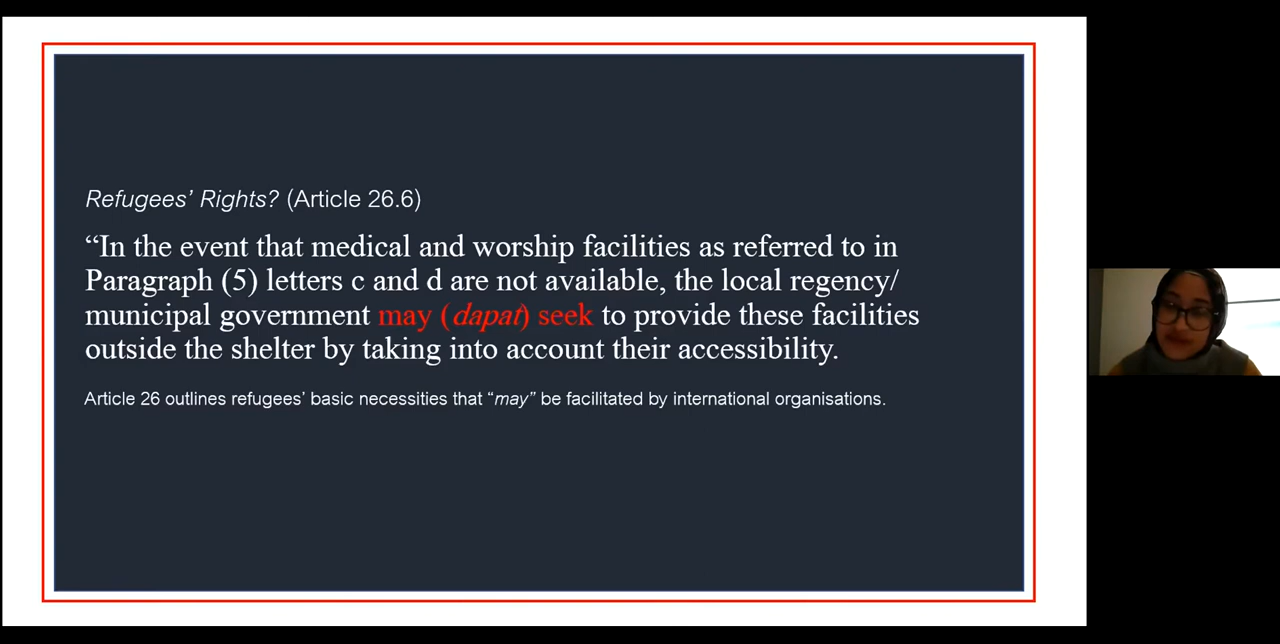 Refugees’ Rights? (Article 26.6)
“In the event that medical and worship facilities as referred to in
Paragraph (5) letters c and d are not available, the local regency/
municipal government may (dapat) seek to provide these facilities
outside the shelter by taking into account their accessibility.
Article 26 outlines refugees’ basic necessities that “may” be facilitated by international organisations.